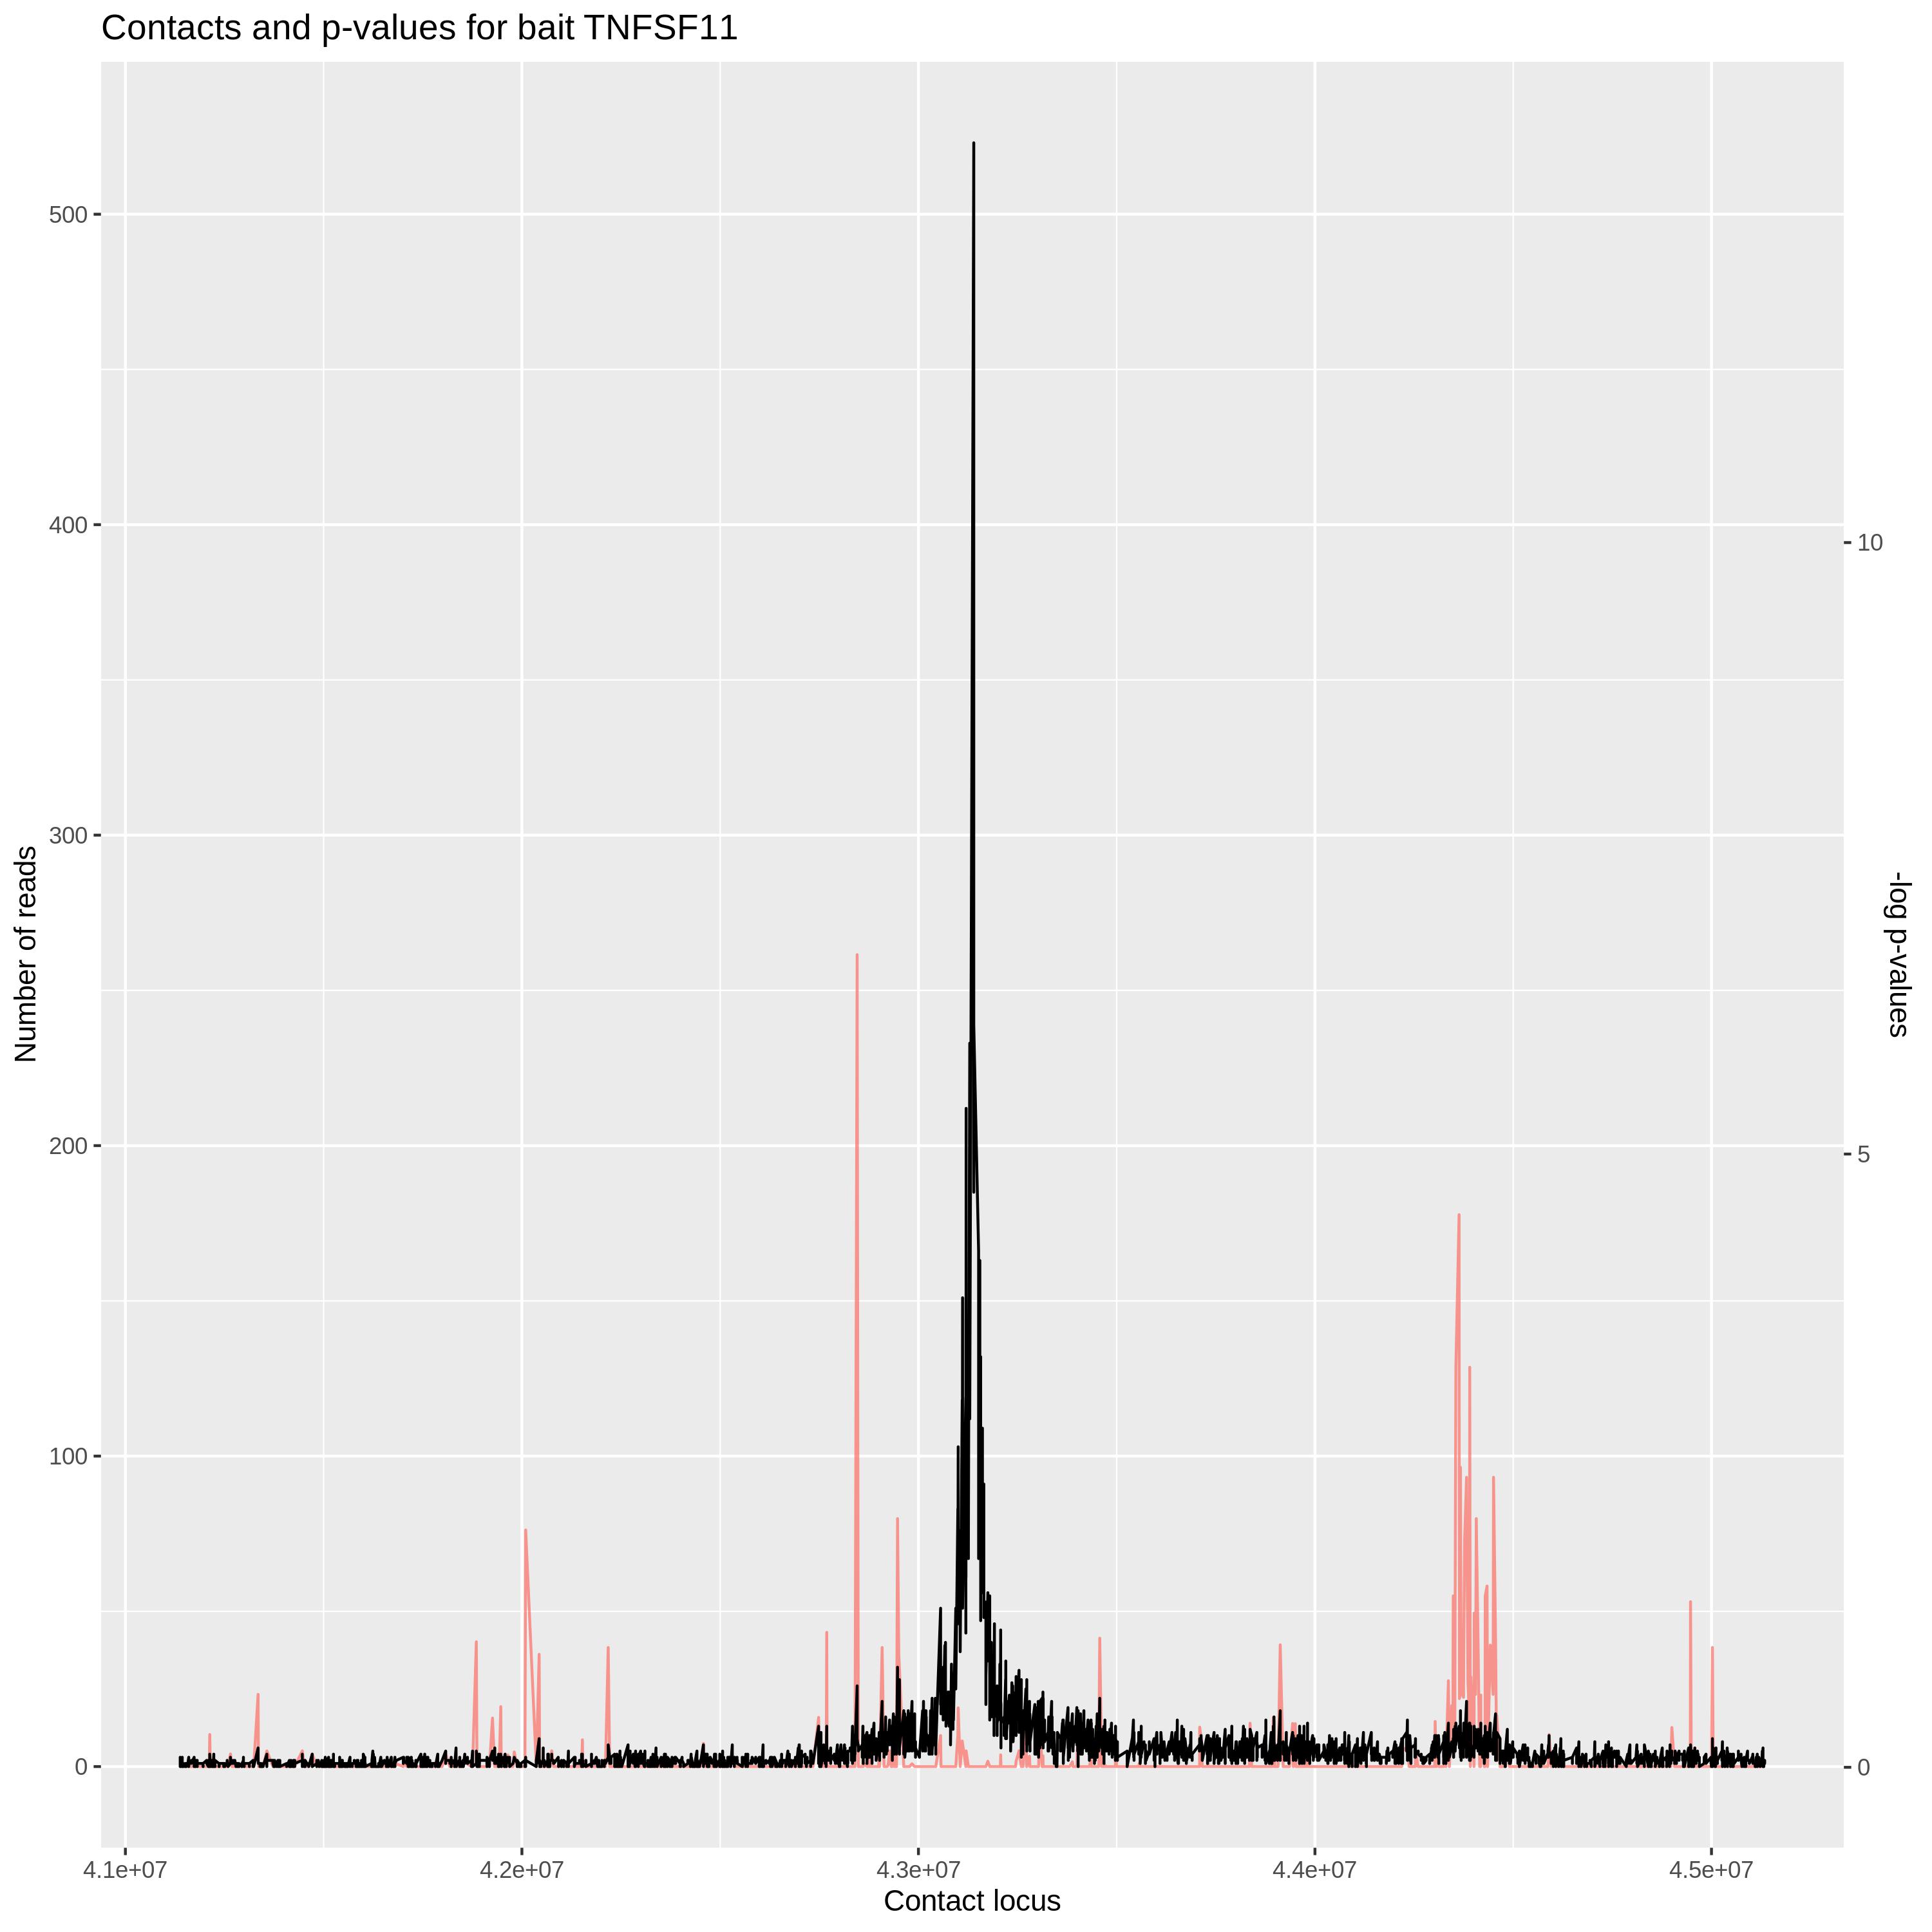 Contacts and p-values for bait TNFSF11
500
400
300
200
100
0
Number of reads
10
5
0
-log p-values
4.1e+07
4.2e+07
4.3e+07
4.4e+07
4.5e+07
Contact locus